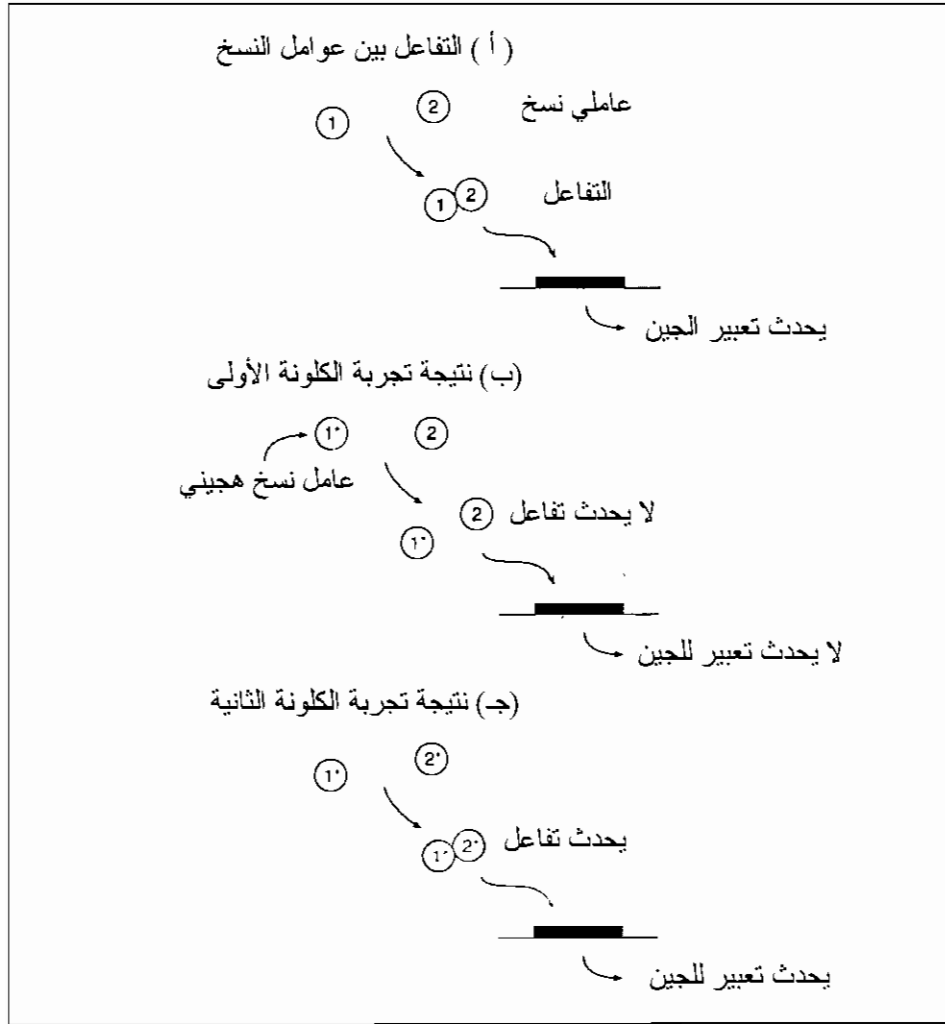 ( أ ) التفاعل بين عوامل النسخ
1 2 عاملي نسخ
1 2 التفاعل
يحدث تعبير الجين
(ب) نتيجة تجربة الكلونة الأولى
1* 2
عامل نسخ هجيني
2 لا يحدث تفاعل
1*
لا يحدث تعبير للجين
(جـ) نتيجة تجربة الكلونة الثانية
1* 2*
1* 2* يحدث تفاعل
يحدث تعبير للجين